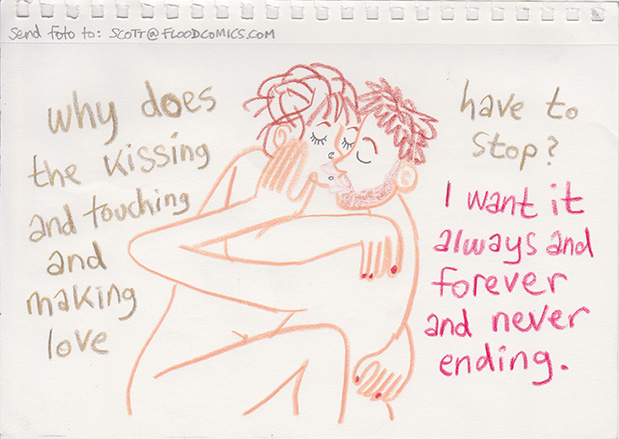 Send foto to: SCOTT@FLOODCOMICS.COM
why does
the kissing
and touching
and
making
love
have to
stop?
I want it
always and
forever
and never
ending.